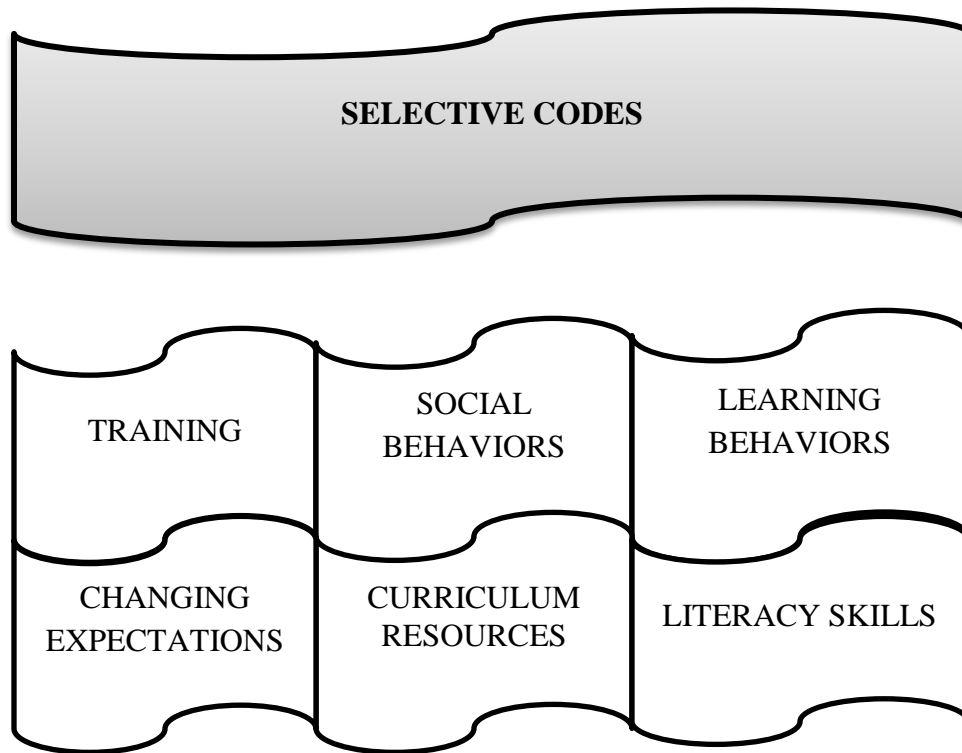 SELECTIVE CODES
TRAINING
SOCIAL
BEHAVIORS
LEARNING
BEHAVIORS
CHANGING
EXPECTATIONS
CURRICULUM
RESOURCES
LITERACY SKILLS